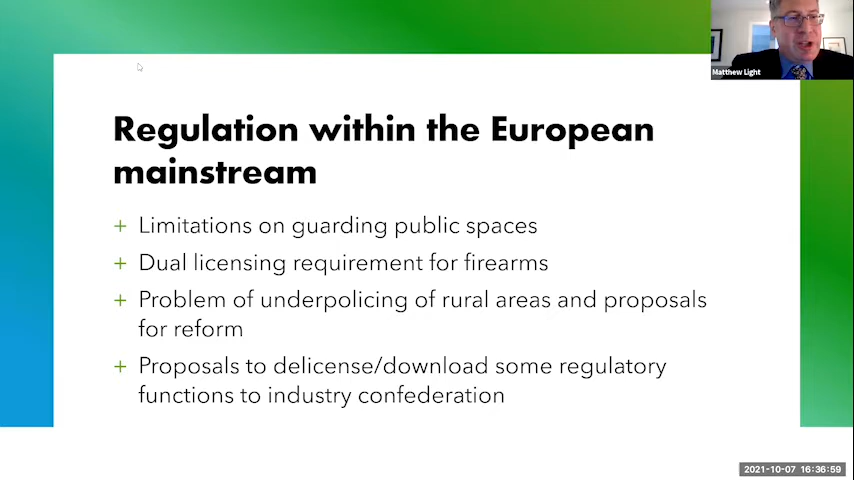 Matthew Light
Regulation within the European
mainstream
+ Limitations on guarding public spaces
+ Dual licensing requirement for firearms
+ Problem of underpolicing of rural areas and proposals
for reform
+ Proposals to delicense/download some regulatory
functions to industry confederation
2021-10-07 16:36:59